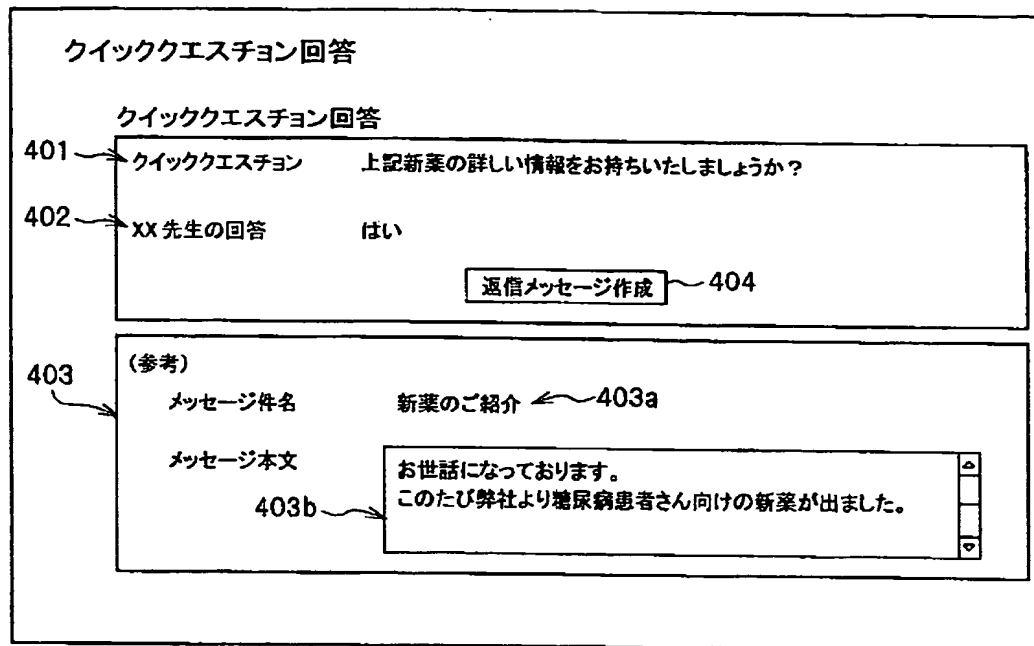 クイッククエスチョン回答
クイッククエスチョン回答
401 クイッククエスチョン 上記新薬の詳しい情報をお持ちいたしましょうか？
402 XX 先生の回答 はい
返信メッセージ作成 404
403 (参考)
メッセージ件名 新薬のご紹介 403a
メッセージ本文 お世話になっております。
403b このたび弊社より糖尿病患者さん向けの新薬が出ました。